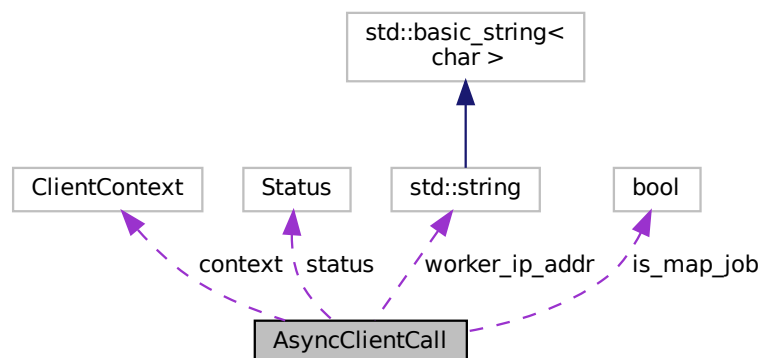 std::basic_string<
char >
ClientContext
Status
std::string
bool
context
status
worker_ip_addr
is_map_job
AsyncClientCall